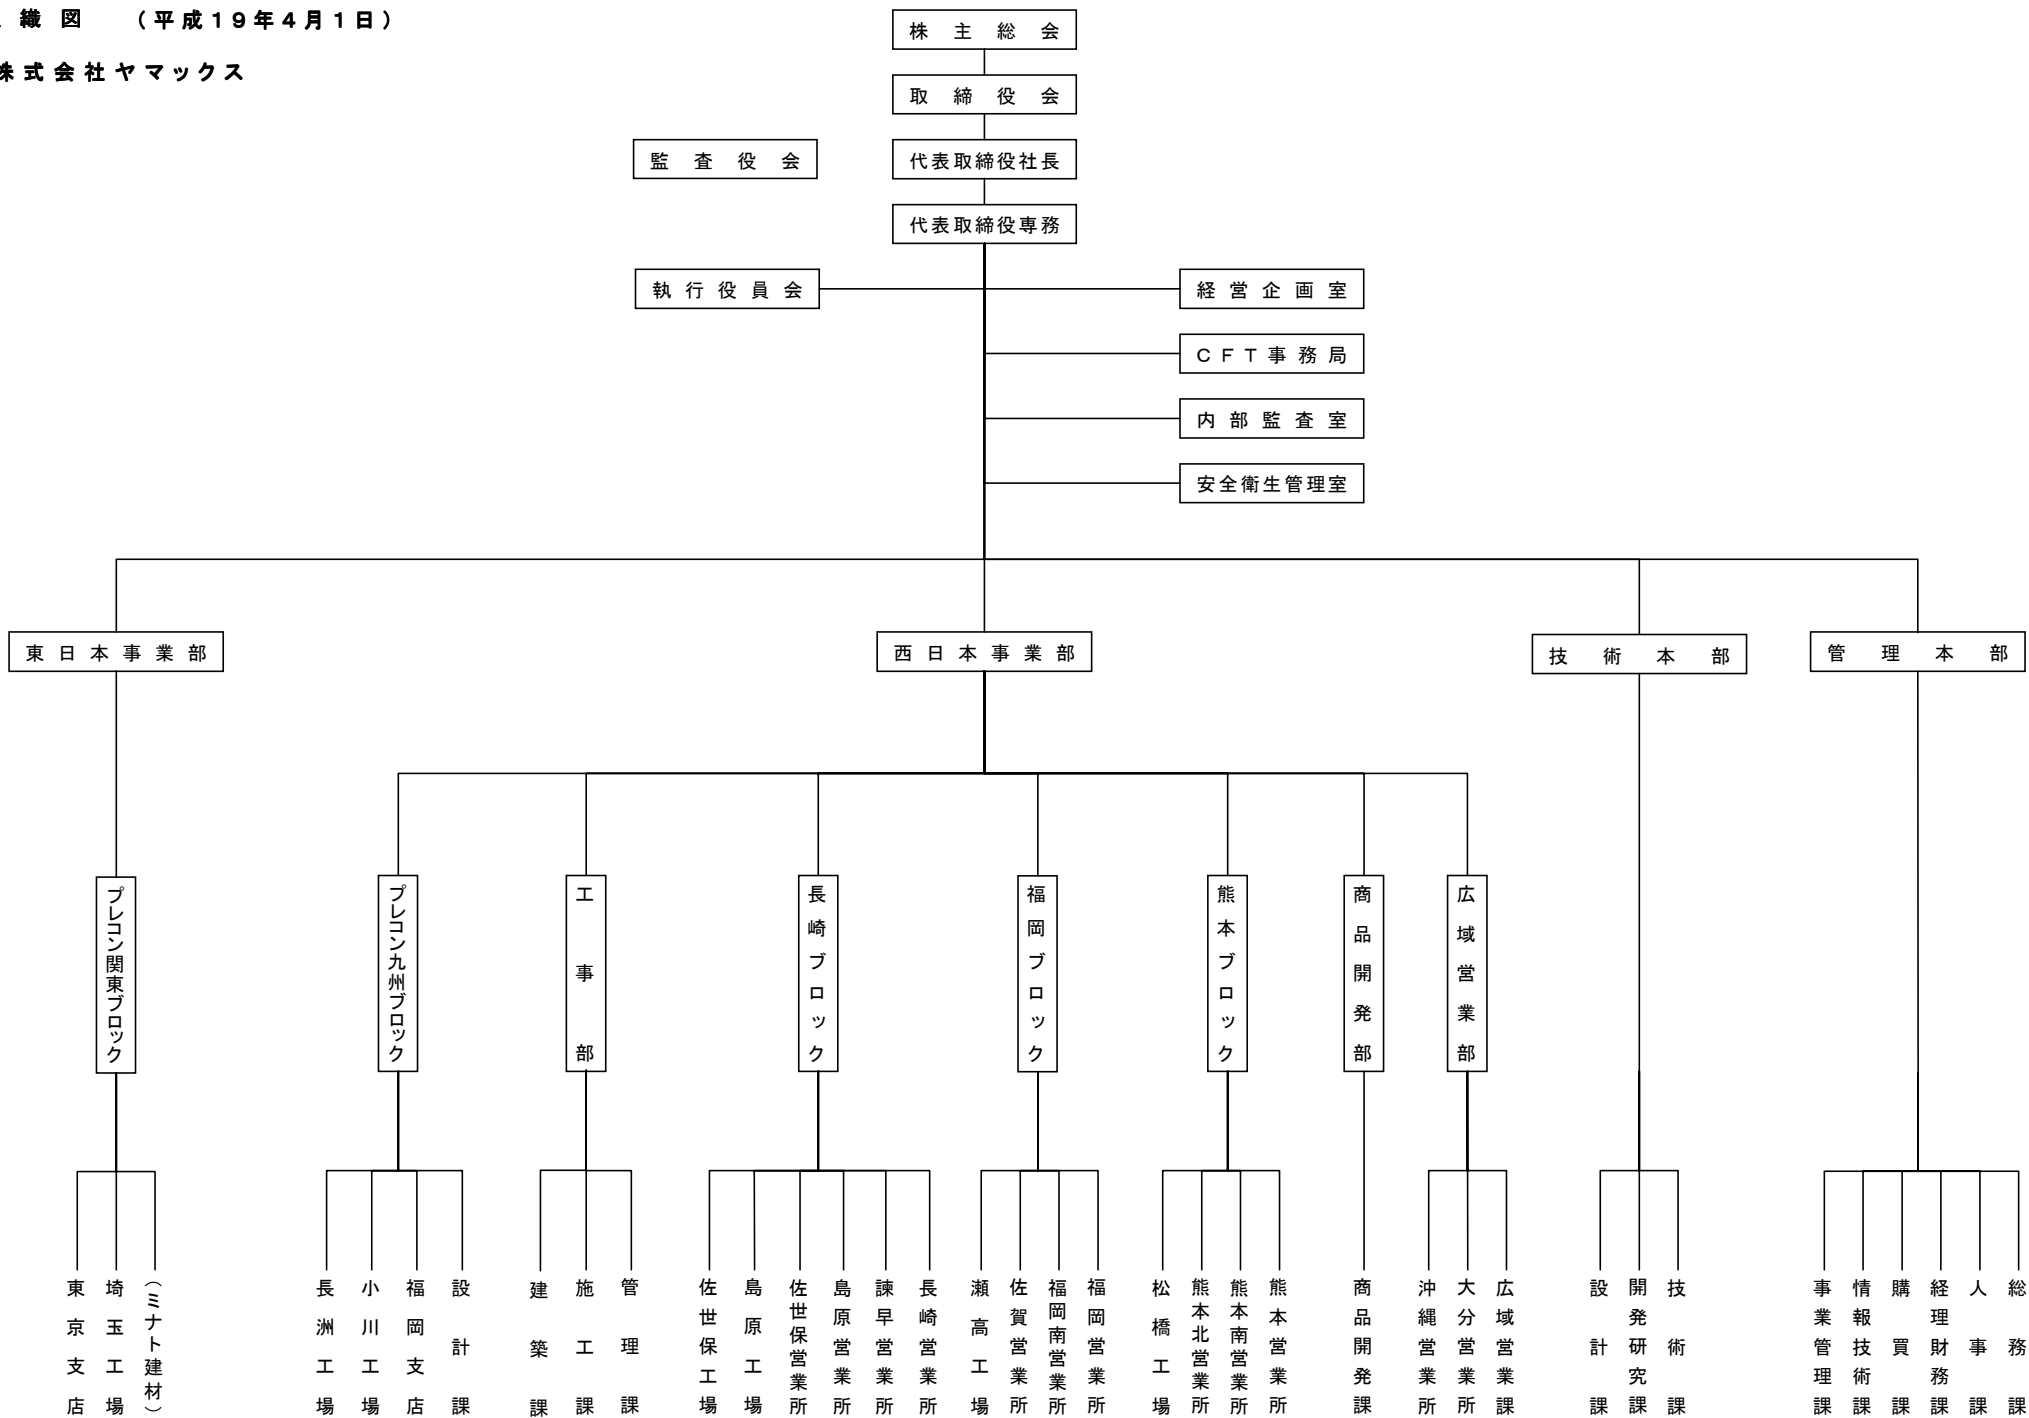 織図 （平成１９年４月１日）
株式会社ヤマックス
株主総会
取締役会
監査役会
代表取締役社長
代表取締役専務
執行役員会
経営企画室
ＣＦＴ事務局
内部監査室
安全衛生管理室
東日本事業部
西日本事業部
技術本部
管理本部
プレコン関東ブロック
プレコン九州ブロック
工事部
長崎ブロック
福岡ブロック
熊本ブロック
商品開発部
広域営業部
東京支店
埼玉工場
（ミナト建材）
長洲工場
小川工場
福岡支店
設計課
建築課
施工課
管理課
佐世保工場
島原工場
佐世保営業所
島原営業所
諫早営業所
長崎営業所
瀬高工場
佐賀営業所
福岡南営業所
福岡営業所
松橋工場
熊本北営業所
熊本南営業所
熊本営業所
商品開発課
沖縄営業所
大分営業所
広域営業課
設計課
開発研究課
技術課
事業管理課
情報技術課
購買課
経理財務課
人事課
総務課